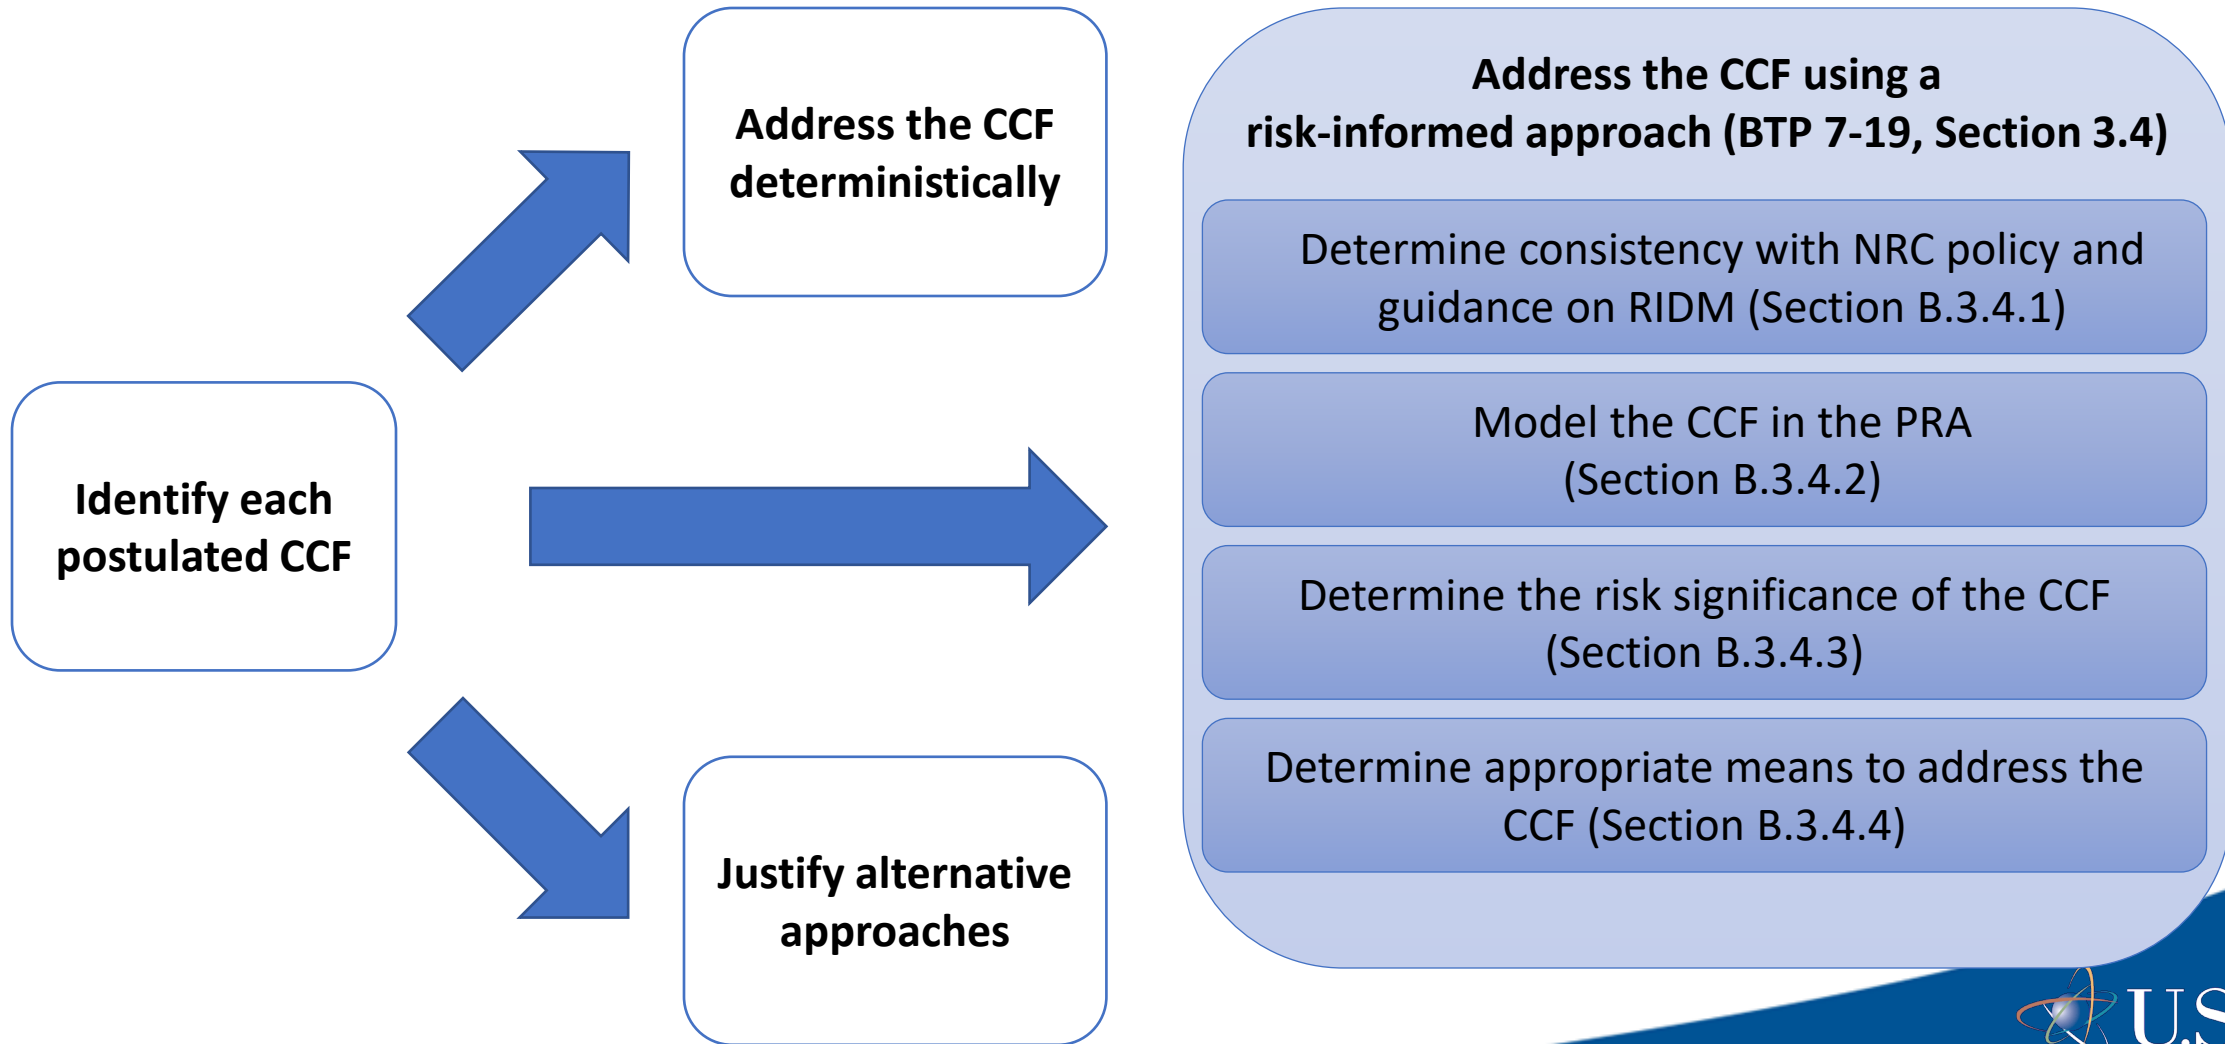 Identify each
postulated CCF
Address the CCF
deterministically
Justify alternative
approaches
Address the CCF using a
risk-informed approach (BTP 7-19, Section 3.4)
Determine consistency with NRC policy and
guidance on RIDM (Section B.3.4.1)
Model the CCF in the PRA
(Section B.3.4.2)
Determine the risk significance of the CCF
(Section B.3.4.3)
Determine appropriate means to address the
CCF (Section B.3.4.4)
U.S